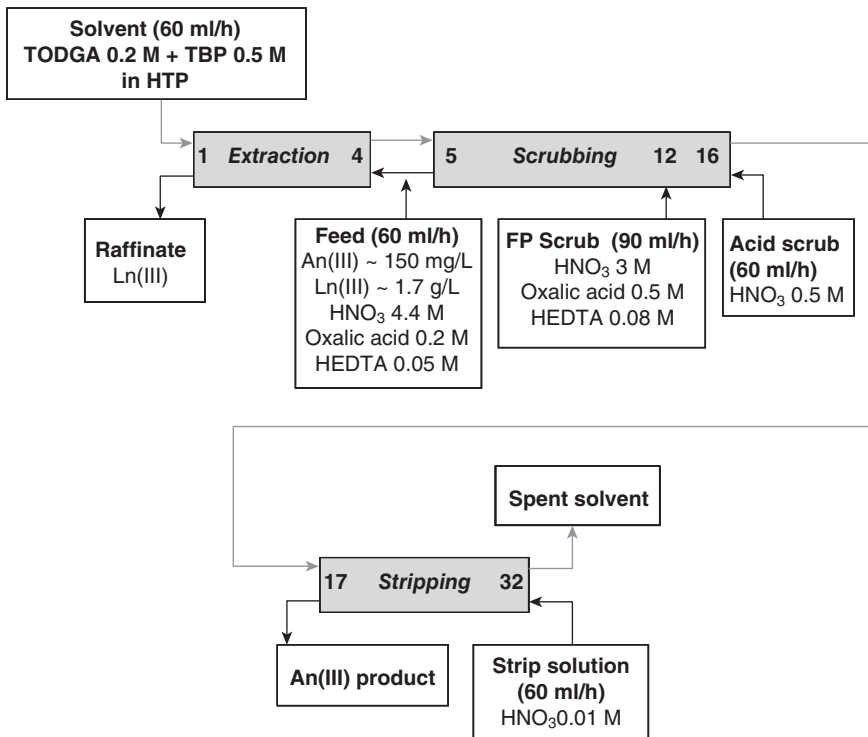 Solvent (60 ml/h)
TODGA 0.2 M + TBP 0.5 M
in HTP
1 Extraction 4
5 Scrubbing 12 16
Raffinate
Ln(III)
Feed (60 ml/h)
An(III) ~ 150 mg/L
Ln(III) ~ 1.7 g/L
HNO₃ 4.4 M
Oxalic acid 0.2 M
HEDTA 0.05 M
FP Scrub (90 ml/h)
HNO₃ 3 M
Oxalic acid 0.5 M
HEDTA 0.08 M
Acid scrub
(60 ml/h)
HNO₃ 0.5 M
Spent solvent
17 Stripping 32
An(III) product
Strip solution
(60 ml/h)
HNO₃0.01 M